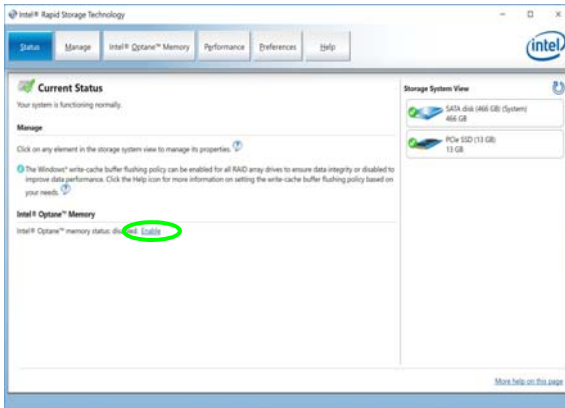 Intel® Rapid Storage Technology
Status Manage Intel® Optane™ Memory Performance Preferences Help
intel
Current Status
Your system is functioning normally.
Manage
Click on any element in the storage system view to manage its properties. ?
The Windows* write-cache buffer flushing policy can be enabled for all RAID array drives to ensure data integrity or disabled to
improve data performance. Click the Help icon for more information on setting the write-cache buffer flushing policy based on
your needs. ?
Intel® Optane™ Memory
Intel® Optane™ memory status: disabled. Enable
Storage System View
SATA disk (466 GB) (System)
466 GB
PCIe SSD (13 GB)
13 GB
More help on this page